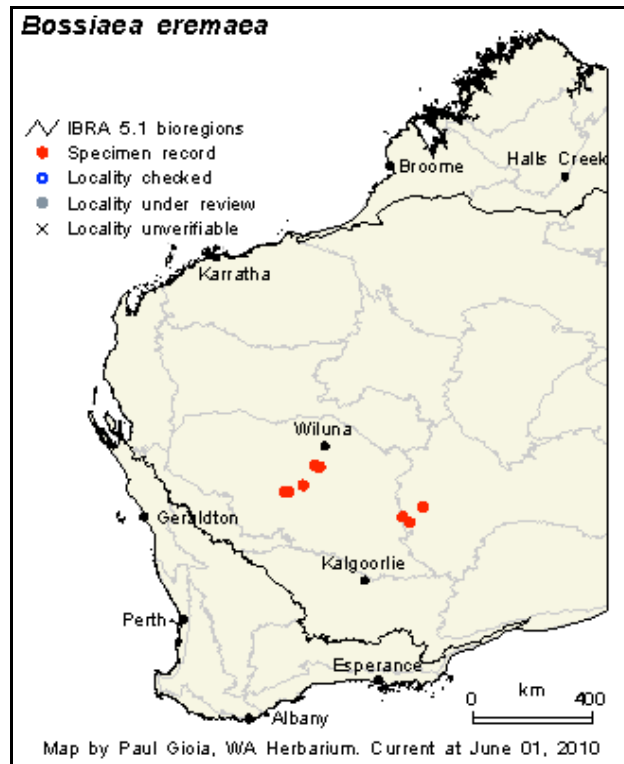 Bossiaea eremaea
IBRA 5.1 bioregions
Specimen record
Locality checked
Locality under review
Locality unverifiable
Broome
Halls Creek
Karratha
Wiluna
Geraldton
Kalgoorlie
Perth
Esperance
Albany
km
0 400
Map by Paul Gioia, WA Herbarium. Current at June 01, 2010